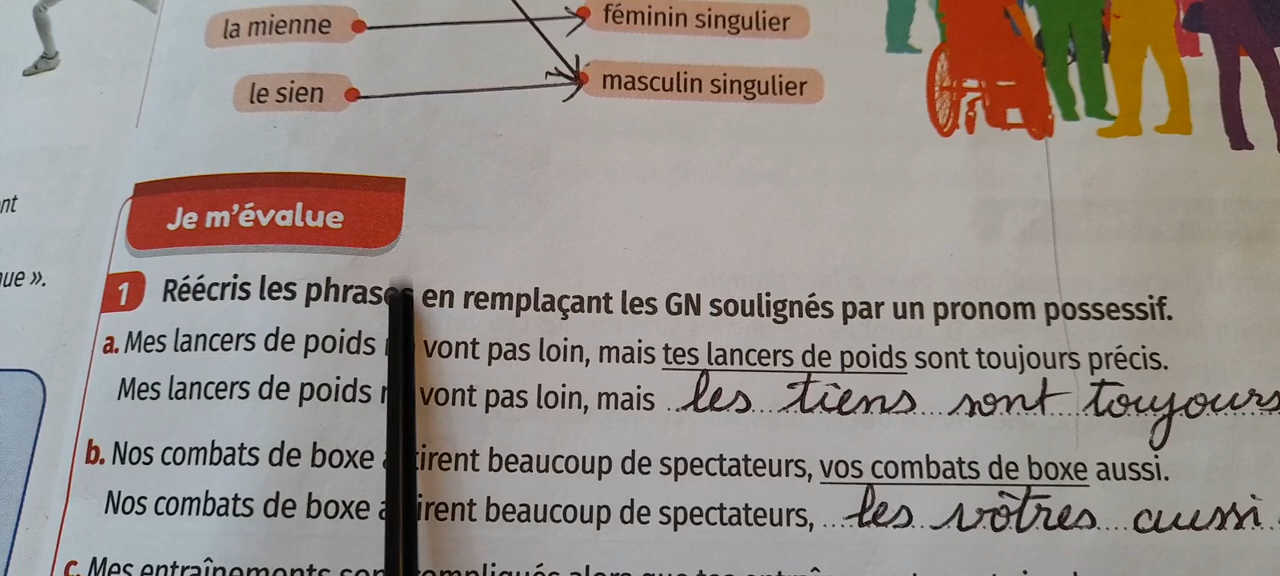 la mienne féminin singulier
le sien masculin singulier
Je m'évalue
ue ».
1 Réécris les phrases en remplaçant les GN soulignés par un pronom possessif.
a. Mes lancers de poids vont pas loin, mais tes lancers de poids sont toujours précis.
Mes lancers de poids vont pas loin, mais les tiens sont toujours
b. Nos combats de boxe attirent beaucoup de spectateurs, vos combats de boxe aussi.
Nos combats de boxe attirent beaucoup de spectateurs, les vôtres aussi
c. Mes entraînements